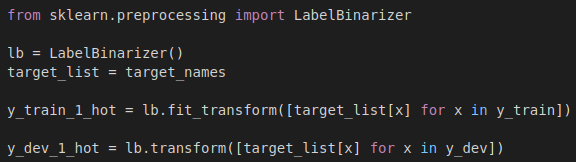 from sklearn.preprocessing import LabelBinarizer
lb = LabelBinarizer()
target_list = target_names
y_train_1_hot = lb.fit_transform([target_list[x] for x in y_train])
y_dev_1_hot = lb.transform([target_list[x] for x in y_dev])